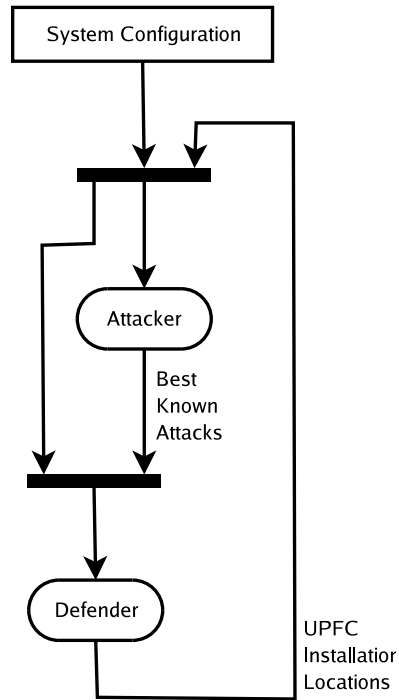 System Configuration
Attacker
Best
Known
Attacks
Defender
UPFC
Installation
Locations